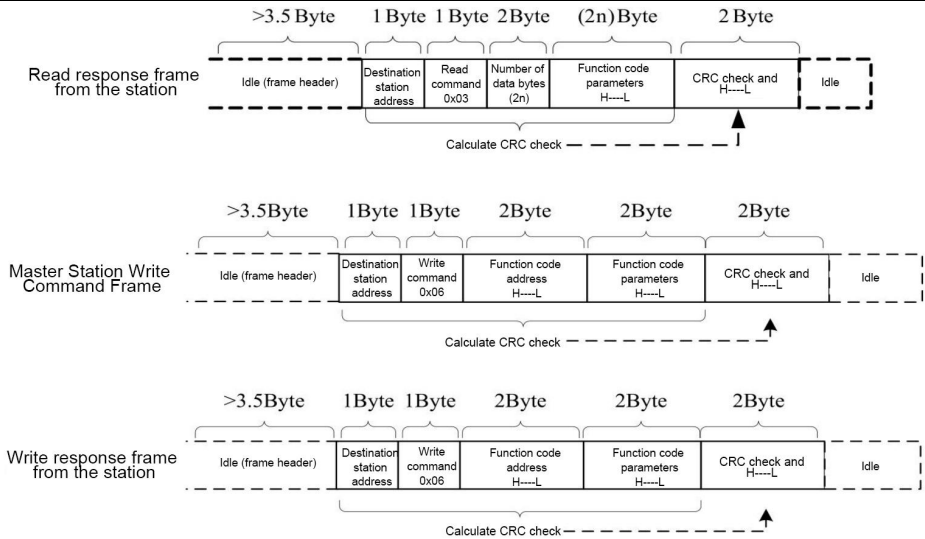 >3.5 Byte 1 Byte 1 Byte 2Byte (2n) Byte 2 Byte
Read response frame
from the station
Idle (frame header)
Destination
station
address
Read
command
0x03
Number of
data bytes
(2n)
Function code
parameters
H----L
CRC check and
H----L
Idle
Calculate CRC check
>3.5Byte 1Byte 1Byte 2Byte 2Byte 2Byte
Master Station Write
Command Frame
Idle (frame header)
Destination
station
address
Write
command
0x06
Function code
address
H----L
Function code
parameters
H----L
CRC check and
H----L
Idle
Calculate CRC check
>3.5Byte 1Byte 1Byte 2Byte 2Byte 2Byte
Write response frame
from the station
Idle (frame header)
Destination
station
address
Write
command
0x06
Function code
address
H----L
Function code
parameters
H----L
CRC check and
H----L
Idle
Calculate CRC check